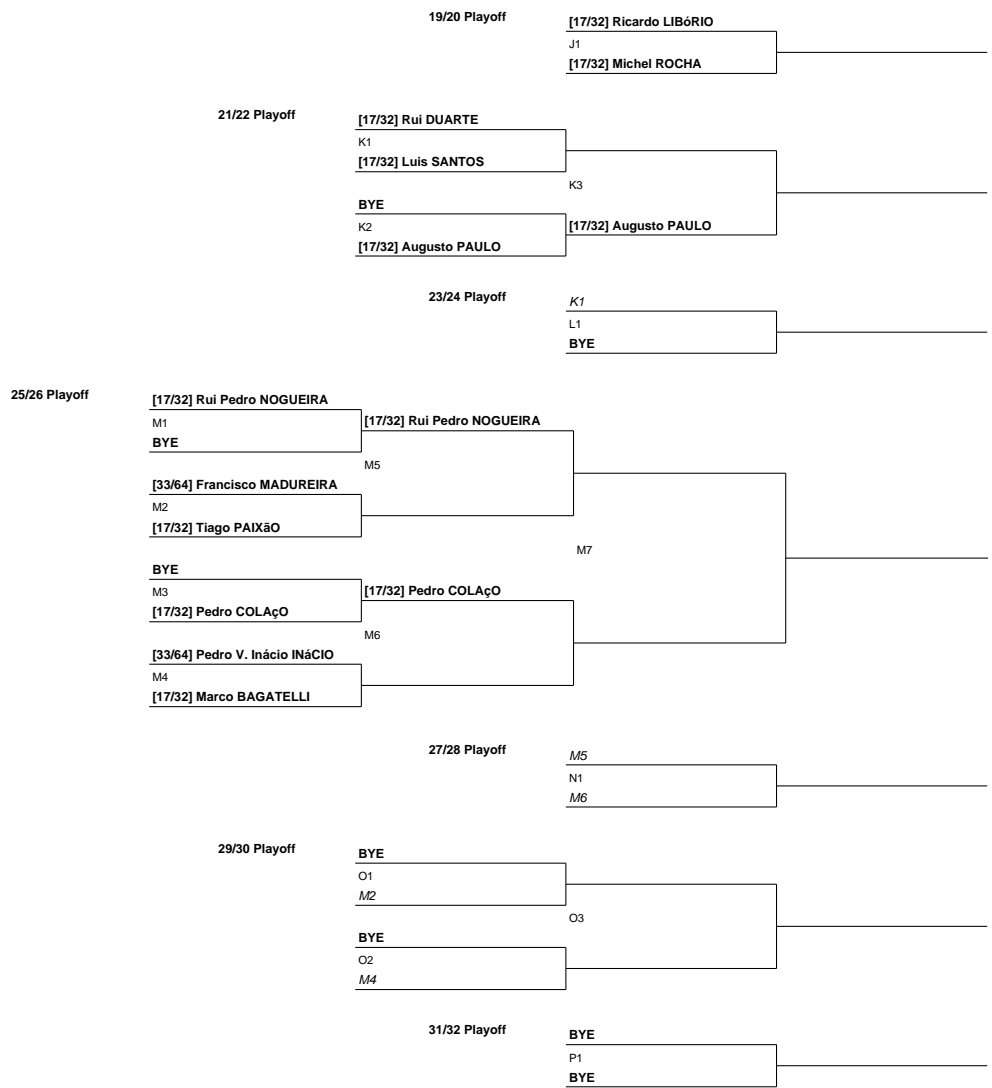 19/20 Playoff
[17/32] Ricardo LIBóRIO
J1
[17/32] Michel ROCHA
21/22 Playoff
[17/32] Rui DUARTE
K1
[17/32] Luis SANTOS
K3
BYE
K2
[17/32] Augusto PAULO
[17/32] Augusto PAULO
23/24 Playoff
K1
L1
BYE
25/26 Playoff
[17/32] Rui Pedro NOGUEIRA
M1
BYE
[17/32] Rui Pedro NOGUEIRA
M5
[33/64] Francisco MADUREIRA
M2
[17/32] Tiago PAIXãO
M7
BYE
M3
[17/32] Pedro COLAçO
[17/32] Pedro COLAçO
M6
[33/64] Pedro V. Inácio INáCIO
M4
[17/32] Marco BAGATELLI
27/28 Playoff
M5
N1
M6
29/30 Playoff
BYE
O1
M2
O3
BYE
O2
M4
31/32 Playoff
BYE
P1
BYE